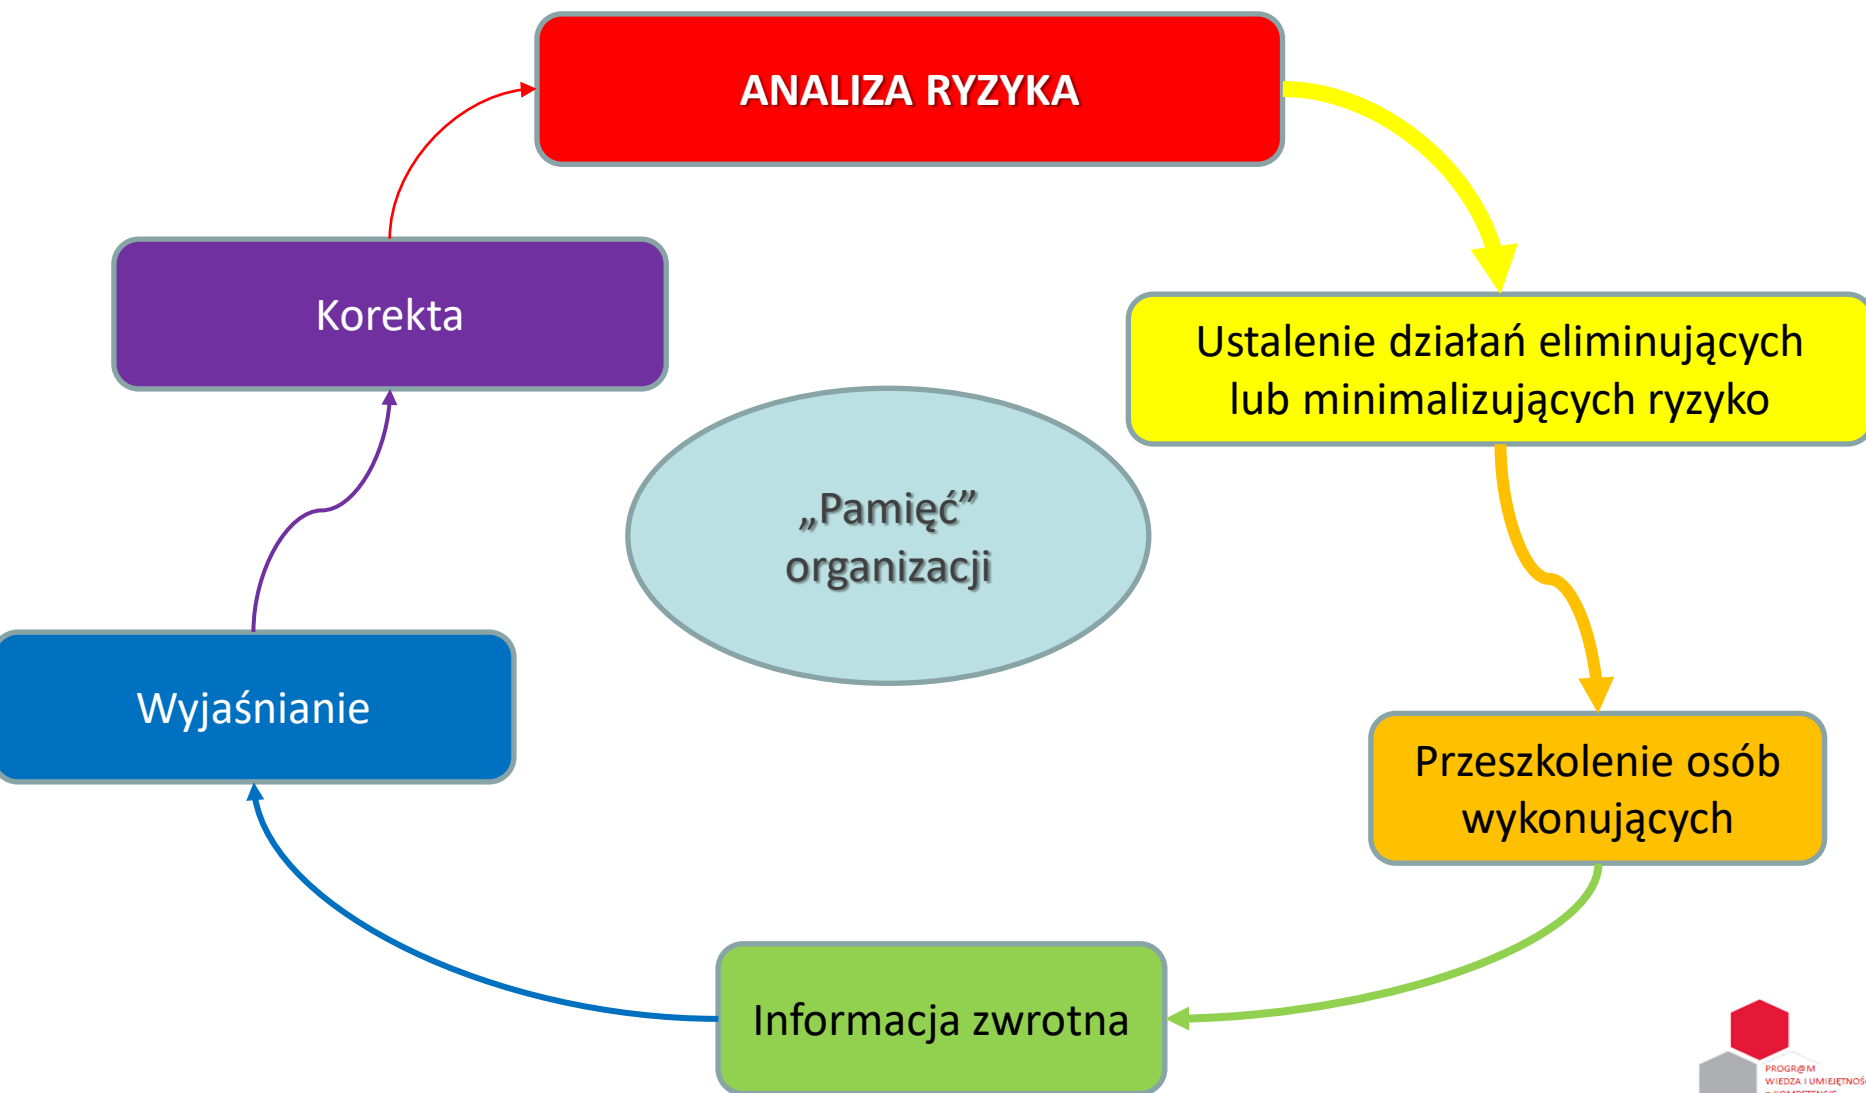 ANALIZA RYZYKA
Ustalenie działań eliminujących
lub minimalizujących ryzyko
Przeszkolenie osób
wykonujących
Informacja zwrotna
Wyjaśnianie
Korekta
„Pamięć”
organizacji
PROGR@M
WIEDZA I UMIEJĘTNOŚ